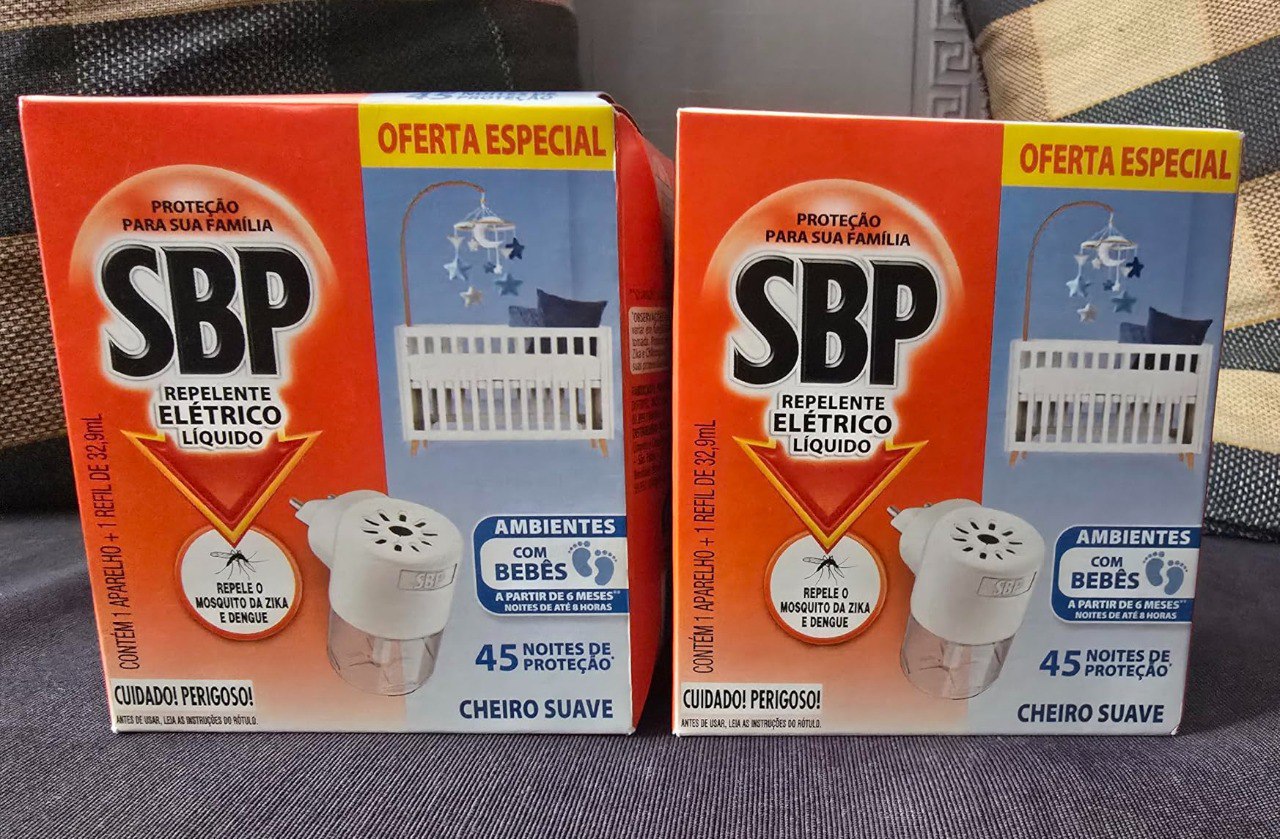 45 NOITES DE
PROTEÇÃO
OFERTA ESPECIAL
PROTEÇÃO
PARA SUA FAMÍLIA
SBP
REPELENTE
ELÉTRICO
LÍQUIDO
CONTÉM 1 APARELHO + 1 REFIL DE 32,9mL
REPELE O
MOSQUITO DA ZIKA
E DENGUE
SBP
AMBIENTES
COM
BEBÊS
A PARTIR DE 6 MESES**
NOITES DE ATÉ 8 HORAS
45 NOITES DE
PROTEÇÃO*
CHEIRO SUAVE
CUIDADO! PERIGOSO!
ANTES DE USAR, LEIA AS INSTRUÇÕES DO RÓTULO.
OFERTA ESPECIAL
PROTEÇÃO
PARA SUA FAMÍLIA
SBP
REPELENTE
ELÉTRICO
LÍQUIDO
CONTÉM 1 APARELHO + 1 REFIL DE 32,9mL
REPELE O
MOSQUITO DA ZIKA
E DENGUE
SBP
AMBIENTES
COM
BEBÊS
A PARTIR DE 6 MESES**
NOITES DE ATÉ 8 HORAS
45 NOITES DE
PROTEÇÃO*
CHEIRO SUAVE
CUIDADO! PERIGOSO!
ANTES DE USAR, LEIA AS INSTRUÇÕES DO RÓTULO.